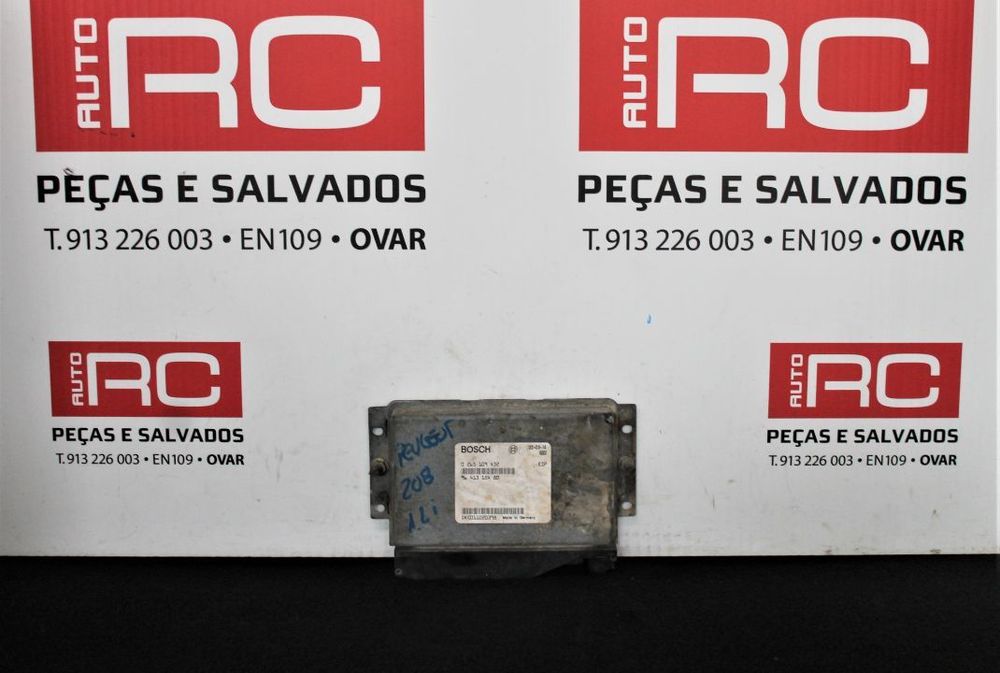 AUTO RC
PEÇAS E SALVADOS
T. 913 226 003 • EN109 • OVAR
AUTO RC
PEÇAS E SALVADOS
T. 913 226 003 • EN109 • OVAR
AUTO RC
PEÇAS E SALVADOS
T. 913 226 003 • EN109 • OVAR
AUTO RC
PEÇAS E SALVADOS
T. 913 226 003 • EN109 • OVAR
PEUGEOT
208
BOSCH
Made in Germany